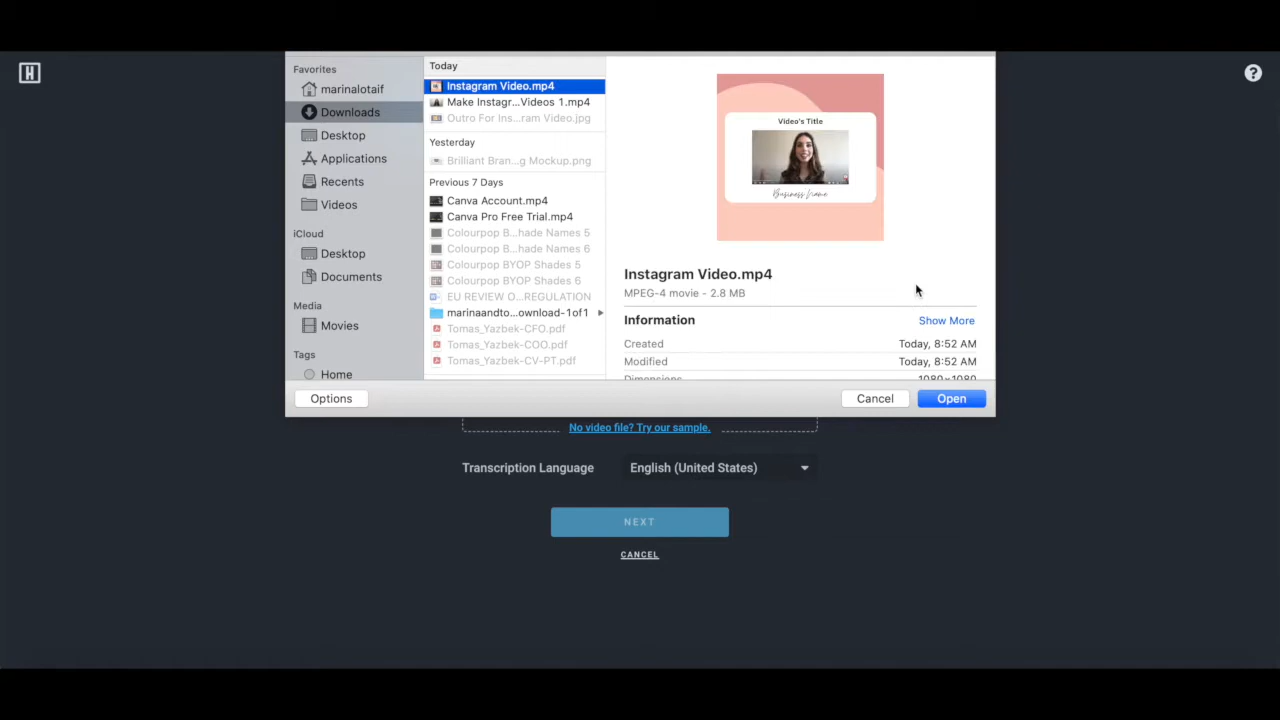 H
?
Favorites
marinalotaif
Downloads
Desktop
Applications
Recents
Videos
iCloud
Desktop
Documents
Media
Movies
Tags
Home
Today
Instagram Video.mp4
Make Instagr...Videos 1.mp4
Outro For Ins...ram Video.jpg
Yesterday
Brilliant Bran...g Mockup.png
Previous 7 Days
Canva Account.mp4
Canva Pro Free Trial.mp4
Colourpop B...hade Names 5
Colourpop B...hade Names 6
Colourpop BYOP Shades 5
Colourpop BYOP Shades 6
EU REVIEW O...REGULATION
marinaandto...ownload-1of1
Tomas_Yazbek-CFO.pdf
Tomas_Yazbek-COO.pdf
Tomas_Yazbek-CV-PT.pdf
Video's Title
Business Name
Instagram Video.mp4
MPEG-4 movie - 2.8 MB
Information Show More
Created Today, 8:52 AM
Modified Today, 8:52 AM
Dimensions 1080×1080
Options Cancel Open
No video file? Try our sample.
Transcription Language English (United States)
NEXT
CANCEL